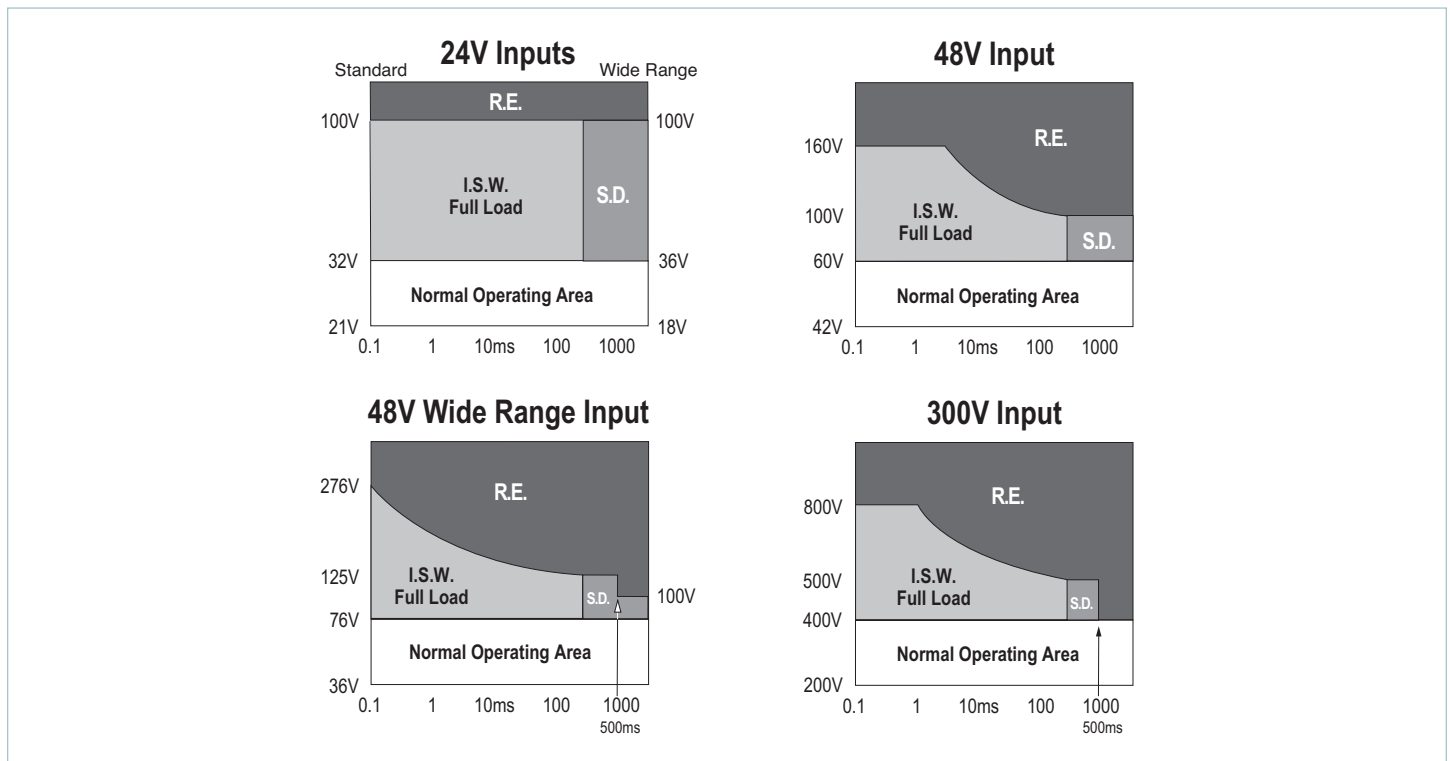 24V Inputs
Standard
Wide Range
R.E.
100V
100V
I.S.W.
Full Load
S.D.
32V
36V
Normal Operating Area
21V
18V
0.1 1 10ms 100 1000
48V Input
R.E.
160V
100V
I.S.W.
Full Load
S.D.
60V
Normal Operating Area
42V
0.1 1 10ms 100 1000
48V Wide Range Input
276V
R.E.
125V
I.S.W.
Full Load
S.D.
100V
76V
Normal Operating Area
36V
0.1 1 10ms 100 1000
500ms
300V Input
R.E.
800V
500V
I.S.W.
Full Load
S.D.
400V
Normal Operating Area
200V
0.1 1 10ms 100 1000
500ms